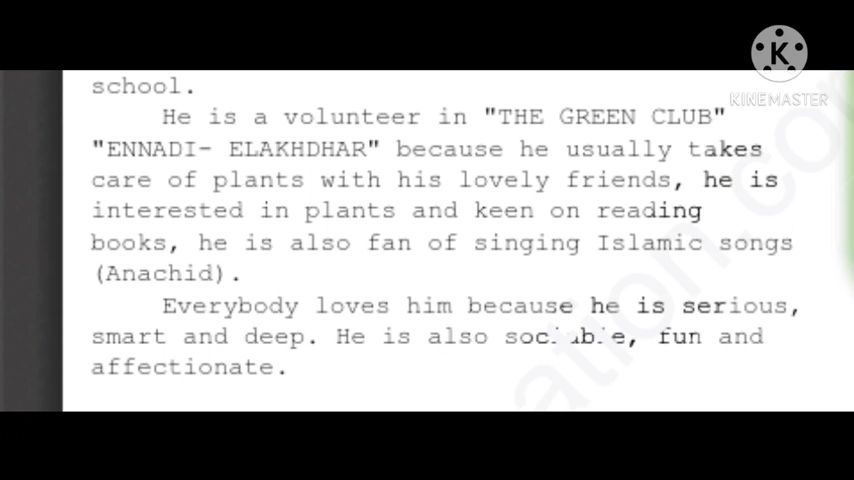 school.
He is a volunteer in "THE GREEN CLUB"
"ENNADI- ELAKHDHAR" because he usually takes
care of plants with his lovely friends, he is
interested in plants and keen on reading
books, he is also fan of singing Islamic songs
(Anachid).
Everybody loves him because he is serious,
smart and deep. He is also sociable, fun and
affectionate.
K
KINEMASTER
ation.co